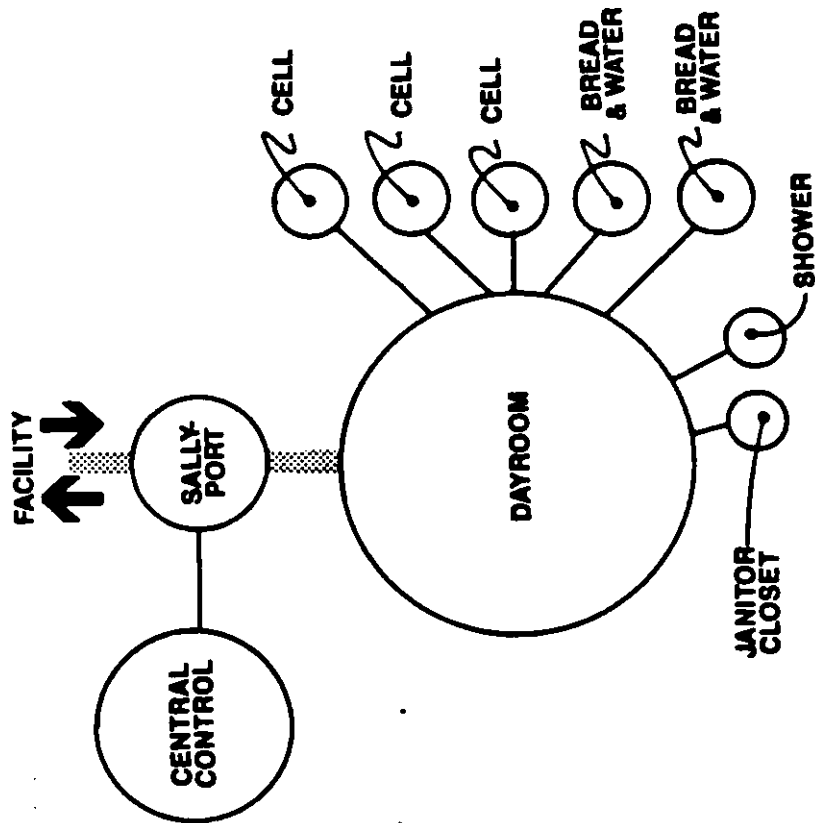 FACILITY
CENTRAL
CONTROL
SALLY-
PORT
DAYROOM
CELL
CELL
CELL
BREAD
& WATER
BREAD
& WATER
SHOWER
JANITOR
CLOSET